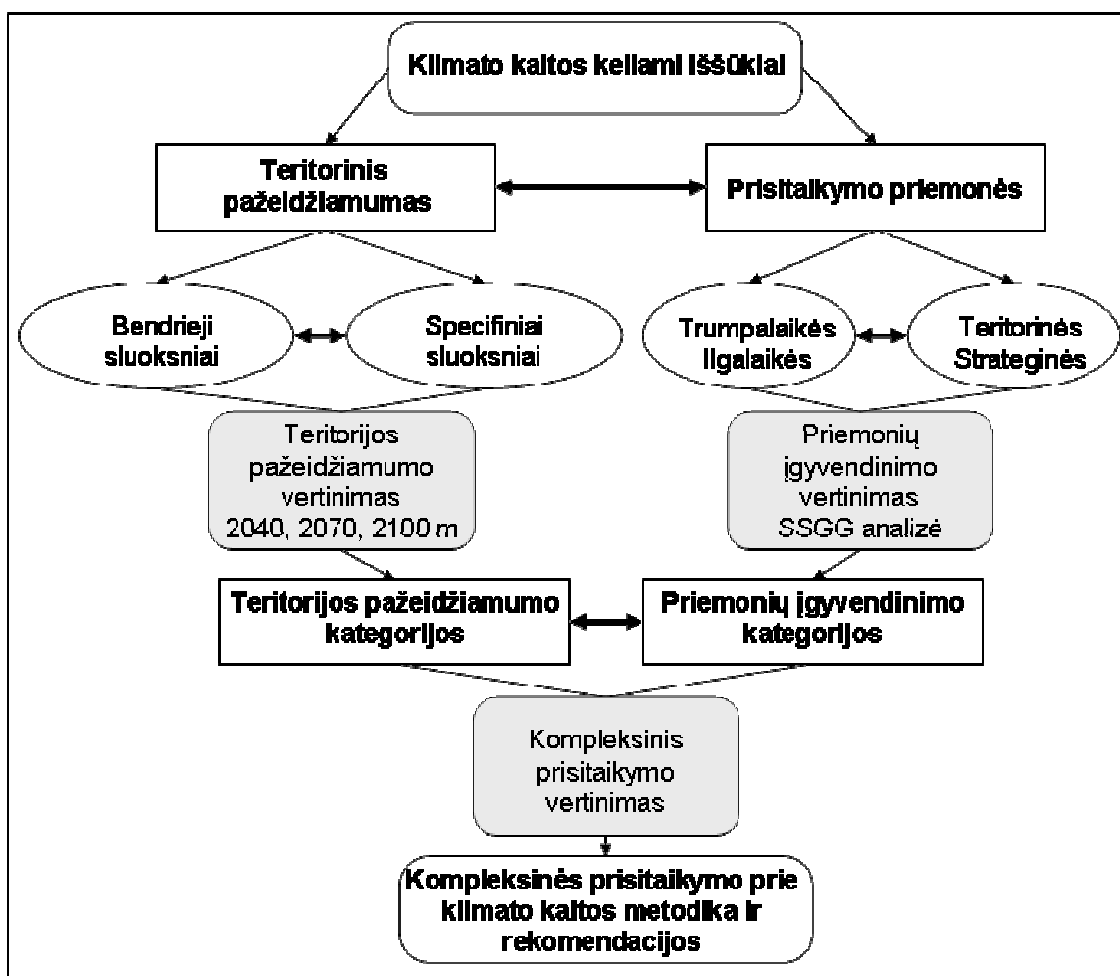 Klimato kaitos keliami iššūkiai
Teritorinis
pažeidžiamumas
Prisitaikymo priemonės
Bendrieji
sluoksniai
Specifiniai
sluoksniai
Trumpalaikės
Ilgalaikės
Teritorinės
Strateginės
Teritorijos
pažeidžiamumo
vertinimas
2040, 2070, 2100 m
Priemonių
įgyvendinimo
vertinimas
SSGG analizė
Teritorijos pažeidžiamumo
kategorijos
Priemonių įgyvendinimo
kategorijos
Kompleksinis
prisitaikymo
vertinimas
Kompleksinės prisitaikymo prie
klimato kaitos metodika ir
rekomendacijos